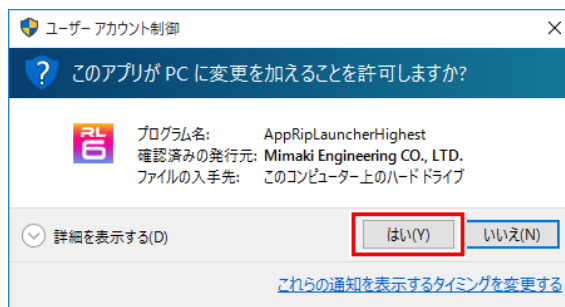 ユーザー アカウント制御
このアプリが PC に変更を加えることを許可しますか?
RL
6
プログラム名: AppRipLauncherHighest
確認済みの発行元: Mimaki Engineering CO., LTD.
ファイルの入手先: このコンピューター上のハード ドライブ
詳細を表示する(D)
はい(Y)
いいえ(N)
これらの通知を表示するタイミングを変更する